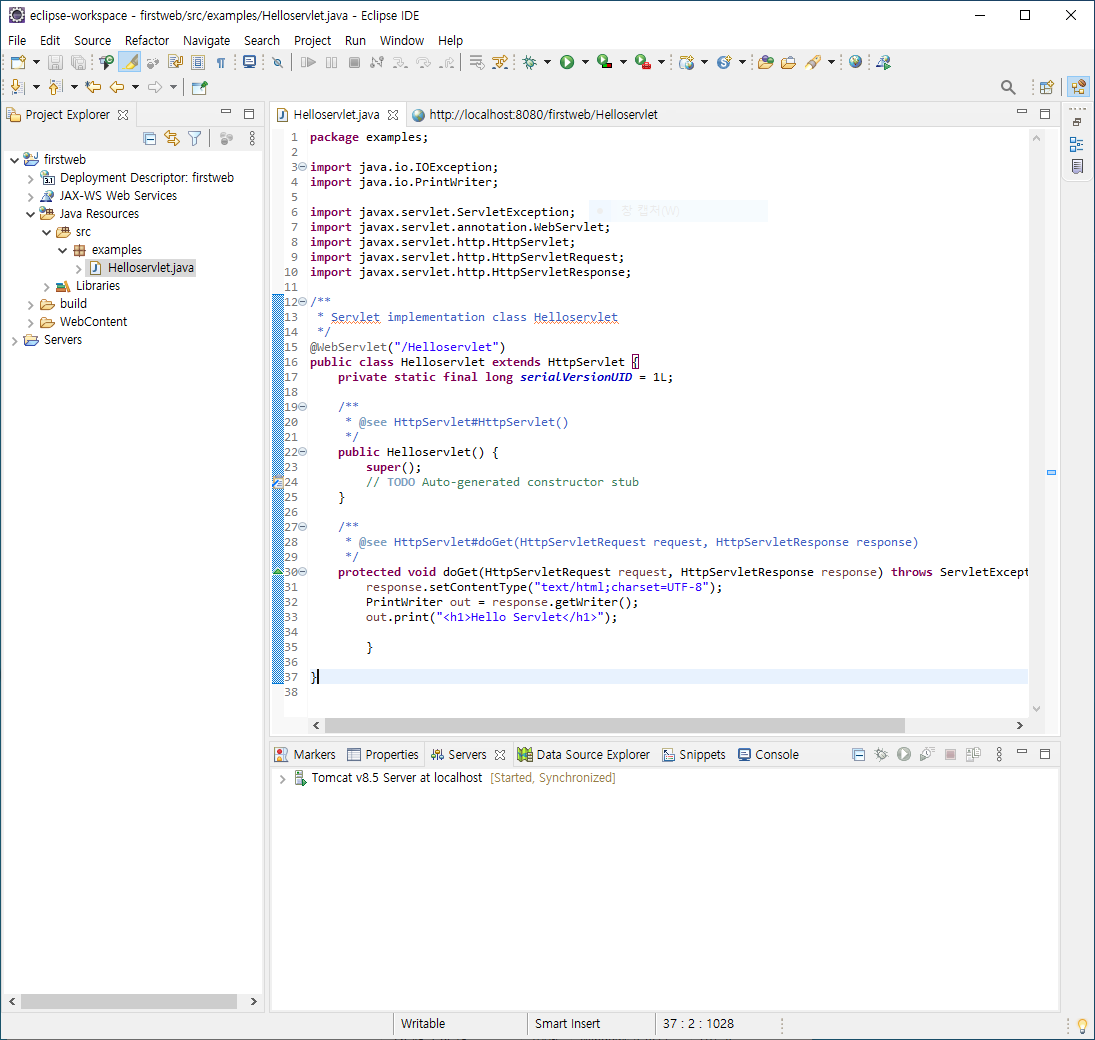 eclipse-workspace - firstweb/src/examples/Helloservlet.java - Eclipse IDE
File Edit Source Refactor Navigate Search Project Run Window Help
Project Explorer
firstweb
Deployment Descriptor: firstweb
JAX-WS Web Services
Java Resources
src
examples
Helloservlet.java
Libraries
build
WebContent
Servers
Helloservlet.java http://localhost:8080/firstweb/Helloservlet
1 package examples;
2
3 import java.io.IOException;
4 import java.io.PrintWriter;
5
6 import javax.servlet.ServletException;
창 캡처(W)
7 import javax.servlet.annotation.WebServlet;
8 import javax.servlet.http.HttpServlet;
9 import javax.servlet.http.HttpServletRequest;
10 import javax.servlet.http.HttpServletResponse;
11
12 /**
13 * Servlet implementation class Helloservlet
14 */
15 @WebServlet("/Helloservlet")
16 public class Helloservlet extends HttpServlet {
17 private static final long serialVersionUID = 1L;
18
19 /**
20 * @see HttpServlet#HttpServlet()
21 */
22 public Helloservlet() {
23 super();
24 // TODO Auto-generated constructor stub
25 }
26
27 /**
28 * @see HttpServlet#doGet(HttpServletRequest request, HttpServletResponse response)
29 */
30 protected void doGet(HttpServletRequest request, HttpServletResponse response) throws ServletExcept
31 response.setContentType("text/html;charset=UTF-8");
32 PrintWriter out = response.getWriter();
33 out.print("<h1>Hello Servlet</h1>");
34
35 }
36
37 }
38
Markers Properties Servers Data Source Explorer Snippets Console
Tomcat v8.5 Server at localhost [Started, Synchronized]
Writable Smart Insert 37 : 2 : 1028